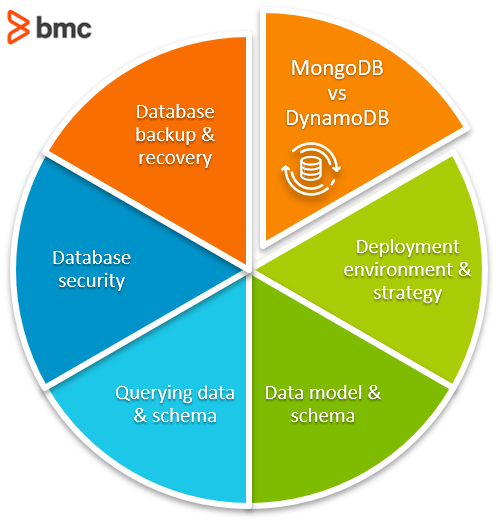 bmc
MongoDB
vs
DynamoDB
Database
backup &
recovery
Deployment
environment &
strategy
Database
security
Querying data
& schema
Data model &
schema